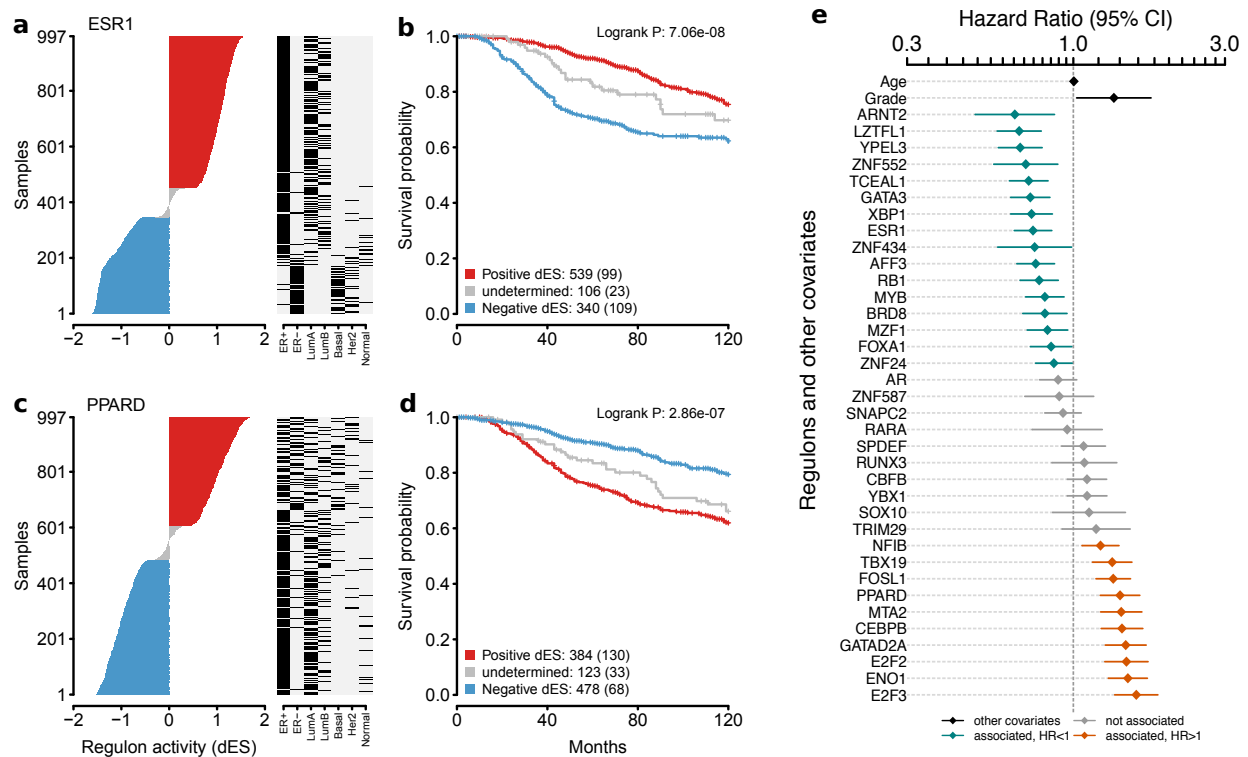 a
ESR1
997
801
601
401
201
1
Samples
−2 −1 0 1 2
ER+ ER− LumA LumB Basal Her2 Normal
b
Logrank P: 7.06e-08
1.0
0.8
0.6
0.4
0.2
0.0
Survival probability
Positive dES: 539 (99)
undetermined: 106 (23)
Negative dES: 340 (109)
0 40 80 120
c
PPARD
997
801
601
401
201
1
Samples
−2 −1 0 1 2
Regulon activity (dES)
ER+ ER− LumA LumB Basal Her2 Normal
d
Logrank P: 2.86e-07
1.0
0.8
0.6
0.4
0.2
0.0
Survival probability
Positive dES: 384 (130)
undetermined: 123 (33)
Negative dES: 478 (68)
0 40 80 120
Months
e
Hazard Ratio (95% CI)
0.3 1.0 3.0
Regulons and other covariates
Age
Grade
ARNT2
LZTFL1
YPEL3
ZNF552
TCEAL1
GATA3
XBP1
ESR1
ZNF434
AFF3
RB1
MYB
BRD8
MZF1
FOXA1
ZNF24
AR
ZNF587
SNAPC2
RARA
SPDEF
RUNX3
CBFB
YBX1
SOX10
TRIM29
NFIB
TBX19
FOSL1
PPARD
MTA2
CEBPB
GATAD2A
E2F2
ENO1
E2F3
other covariates not associated
associated, HR<1 associated, HR>1